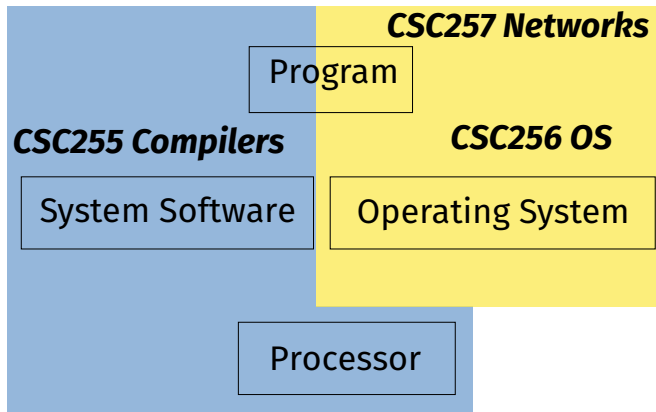 CSC257 Networks
Program
CSC255 Compilers
CSC256 OS
System Software
Operating System
Processor